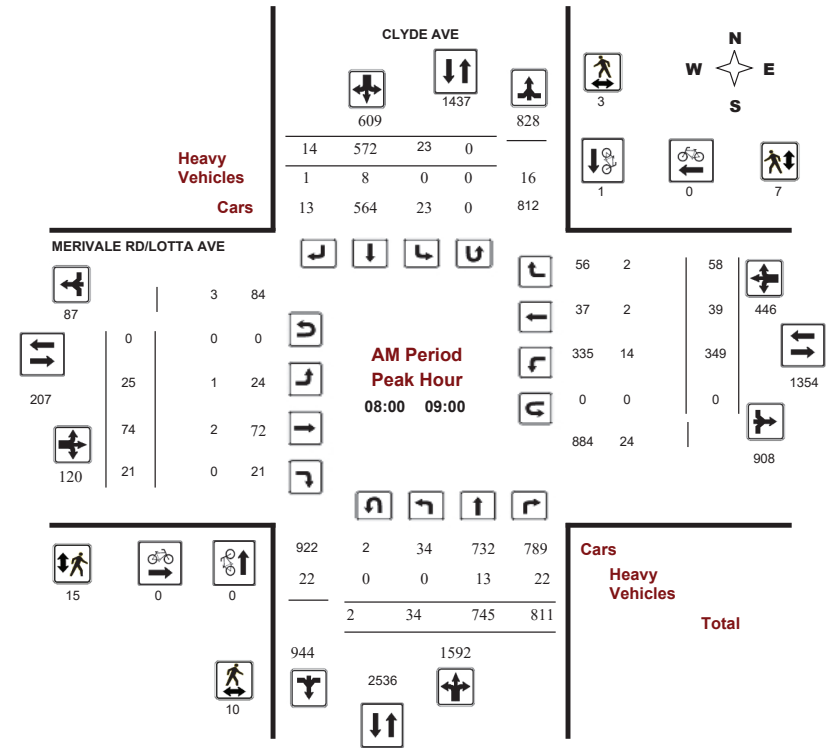 CLYDE AVE
N
W E
S
1437
3
609 828
14 572 23 0
Heavy
Vehicles
1 8 0 0 16
Cars
13 564 23 0 812
1 0 7
MERIVALE RD/LOTTA AVE
87
3 84
0 0 0
207
25 1 24
74 2 72
120
21 0 21
AM Period
Peak Hour
08:00 09:00
56 2 58
37 2 39 446
335 14 349
1354
0 0 0
884 24
908
922 2 34 732 789
22 0 0 13 22
2 34 745 811
Cars
Heavy
Vehicles
Total
15 0 0
944 1592
2536
10